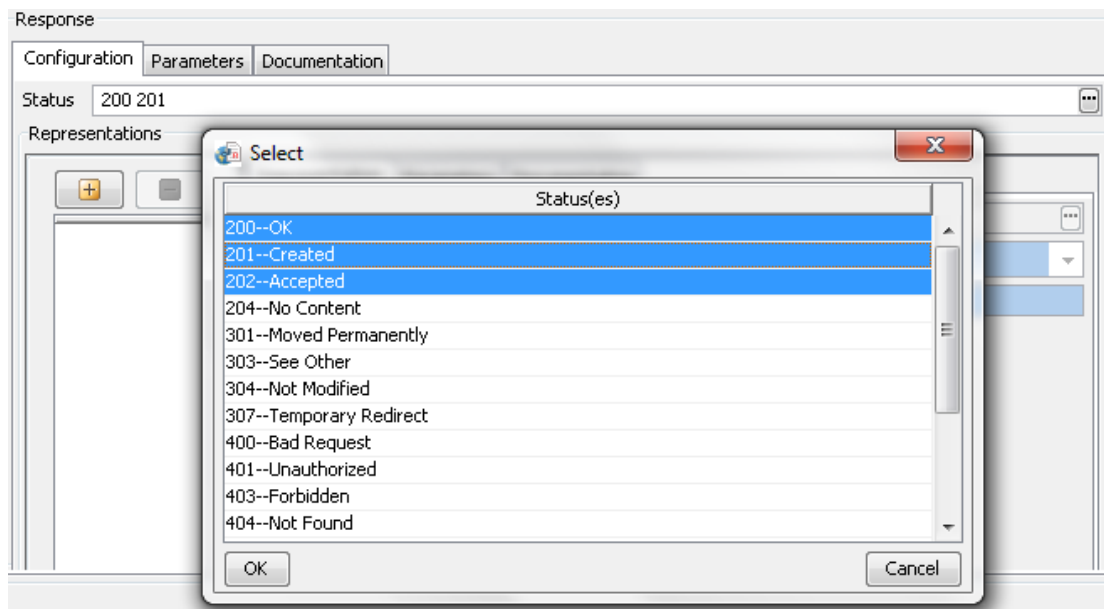 Response
Configuration Parameters Documentation
Status 200 201
Representations
Select
Status(es)
200--OK
201--Created
202--Accepted
204--No Content
301--Moved Permanently
303--See Other
304--Not Modified
307--Temporary Redirect
400--Bad Request
401--Unauthorized
403--Forbidden
404--Not Found
OK Cancel